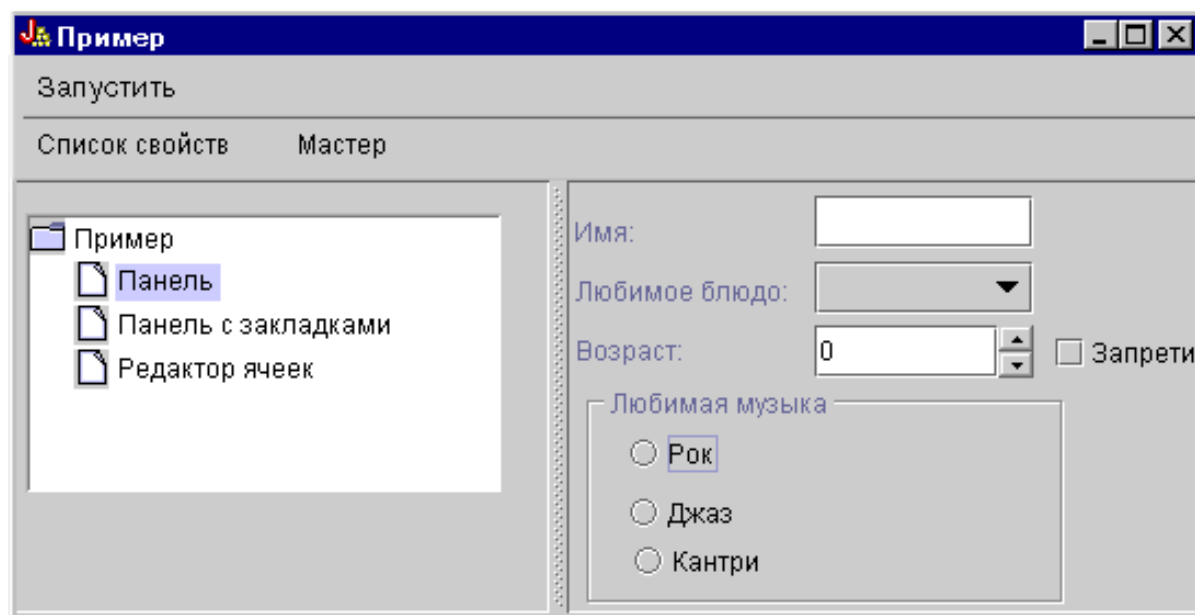 Пример
Запустить
Список свойств Мастер
Пример
Панель
Панель с закладками
Редактор ячеек
Имя:
Любимое блюдо:
Возраст: 0 Запрети
Любимая музыка
Рок
Джаз
Кантри